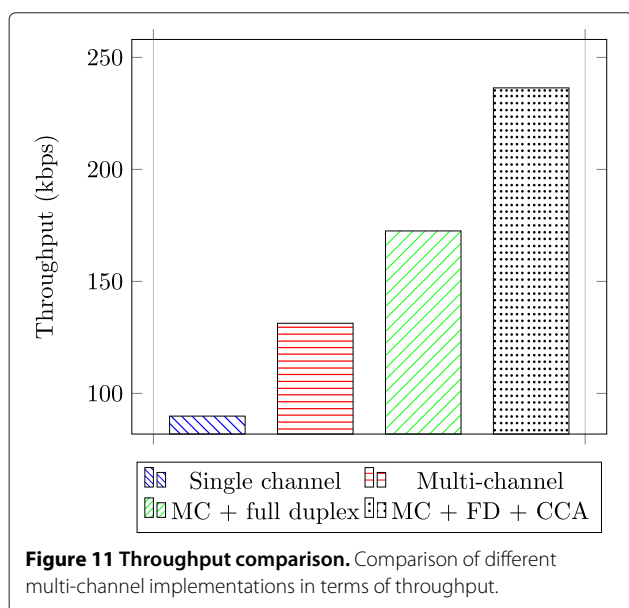 250
200
150
100
Throughput (kbps)
Single channel Multi-channel
MC + full duplex MC + FD + CCA
Figure 11 Throughput comparison. Comparison of different
multi-channel implementations in terms of throughput.